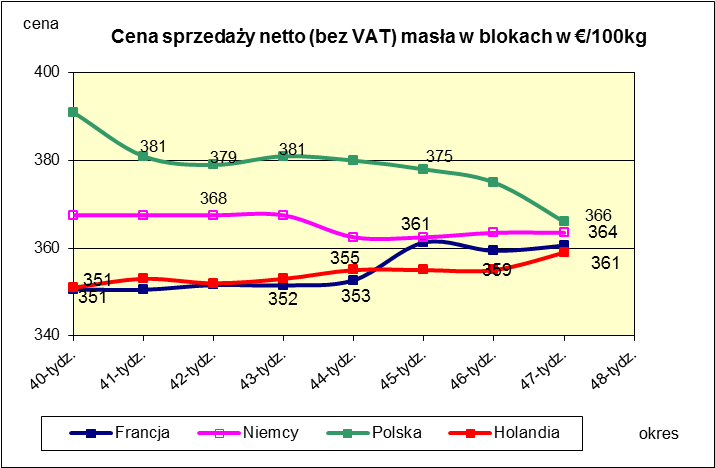 cena
Cena sprzedaży netto (bez VAT) masła w blokach w €/100kg
400
381
379
381
375
380
368
366
364
361
360
355
361
351
359
351
352
353
340
40-tydz.
41-tydz.
42-tydz.
43-tydz.
44-tydz.
45-tydz.
46-tydz.
47-tydz.
48-tydz.
Francja Niemcy Polska Holandia
okres